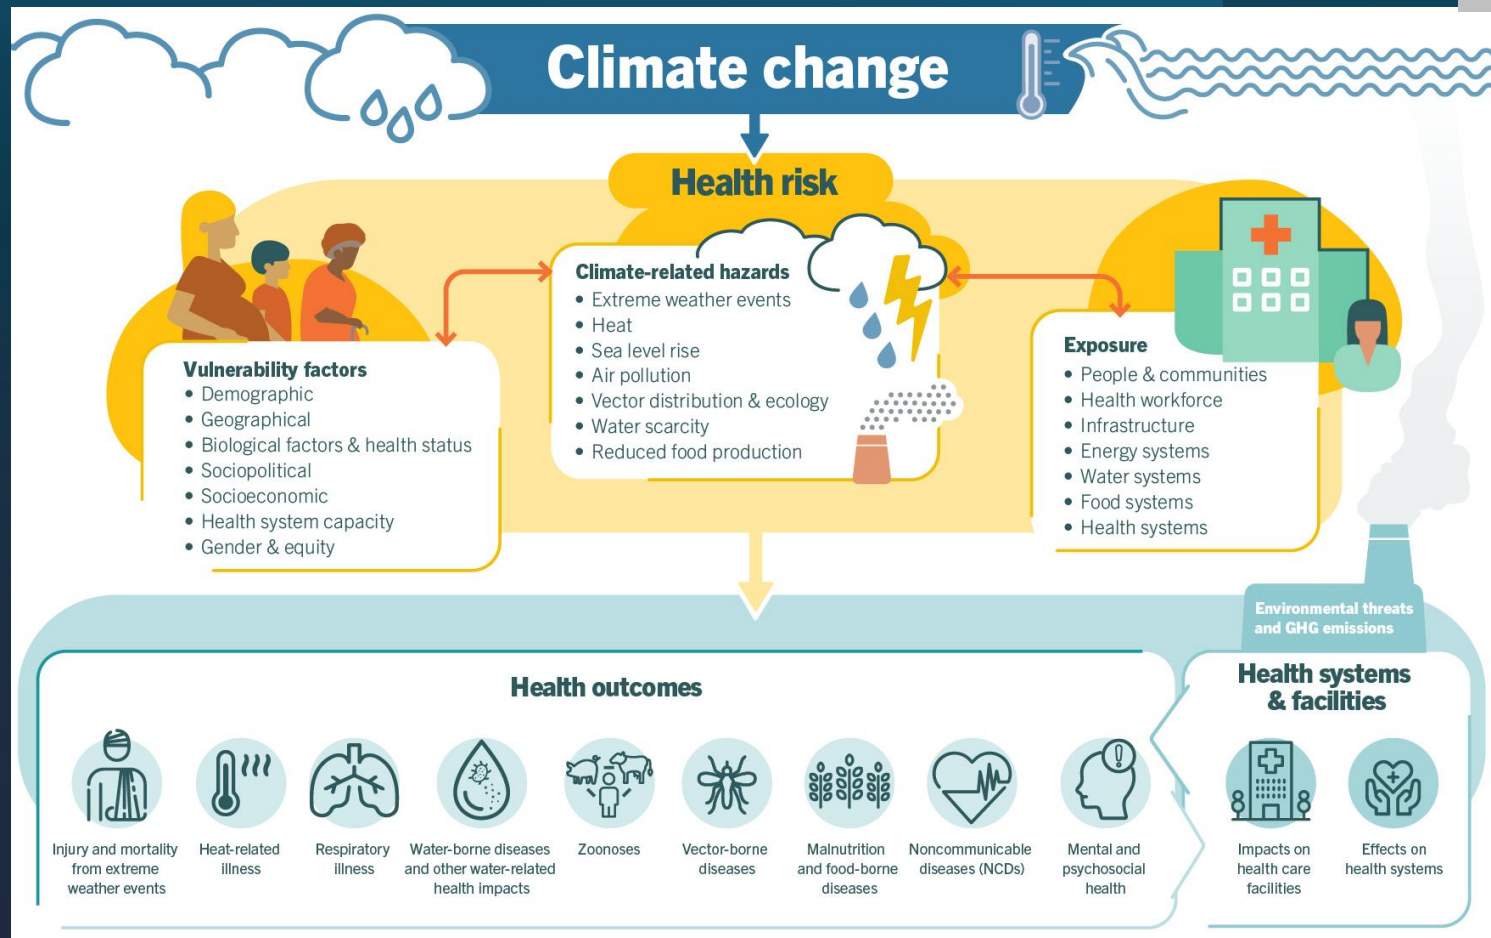 Climate change
Health risk
Climate-related hazards
• Extreme weather events
• Heat
• Sea level rise
• Air pollution
• Vector distribution & ecology
• Water scarcity
• Reduced food production
Vulnerability factors
• Demographic
• Geographical
• Biological factors & health status
• Sociopolitical
• Socioeconomic
• Health system capacity
• Gender & equity
Exposure
• People & communities
• Health workforce
• Infrastructure
• Energy systems
• Water systems
• Food systems
• Health systems
Environmental threats
and GHG emissions
Health outcomes
Injury and mortality
from extreme
weather events
Heat-related
illness
Respiratory
illness
Water-borne diseases
and other water-related
health impacts
Zoonoses
Vector-borne
diseases
Malnutrition
and food-borne
diseases
Noncommunicable
diseases (NCDs)
Mental and
psychosocial
health
Health systems
& facilities
Impacts on
health care
facilities
Effects on
health systems